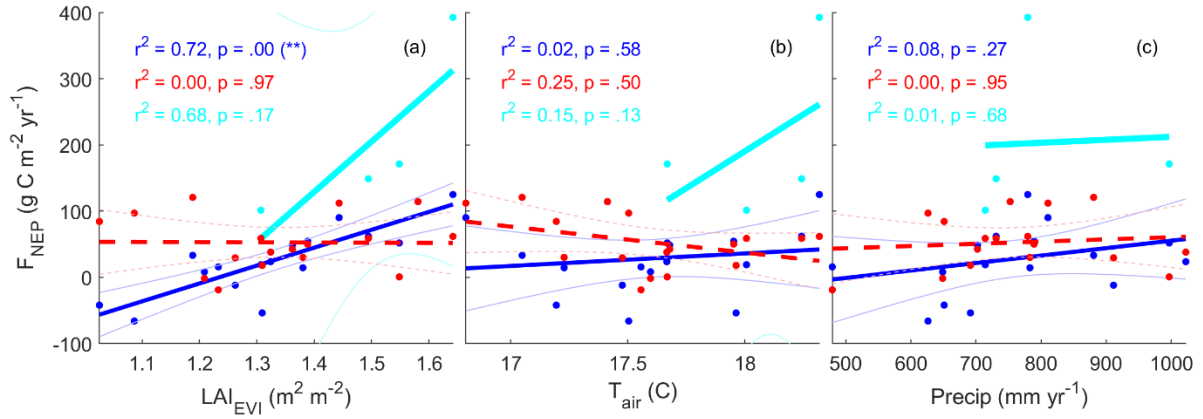 400
300
200
100
0
-100
F_NEP (g C m^-2 yr^-1)
r^2 = 0.72, p = .00 (**)
r^2 = 0.00, p = .97
r^2 = 0.68, p = .17
(a)
1.1 1.2 1.3 1.4 1.5 1.6
LAI_EVI (m^2 m^-2)
r^2 = 0.02, p = .58
r^2 = 0.25, p = .50
r^2 = 0.15, p = .13
(b)
17 17.5 18
T_air (C)
r^2 = 0.08, p = .27
r^2 = 0.00, p = .95
r^2 = 0.01, p = .68
(c)
500 600 700 800 900 1000
Precip (mm yr^-1)